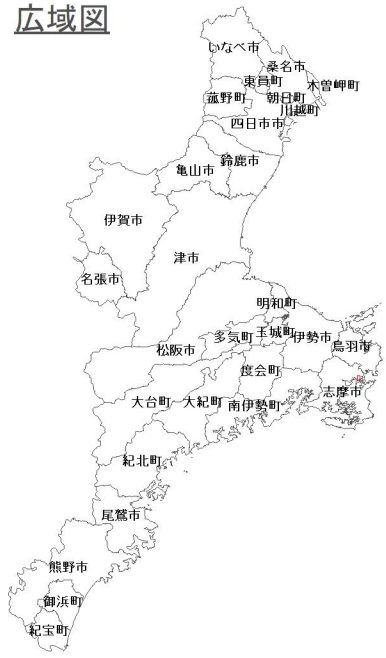 広域図
いなべ市
桑名市
東員町
木曽岬町
菰野町
朝日町
川越町
四日市市
鈴鹿市
亀山市
伊賀市
津市
名張市
明和町
玉城町
伊勢市
多気町
鳥羽市
松阪市
度会町
志摩市
大台町
大紀町
南伊勢町
紀北町
尾鷲市
熊野市
御浜町
紀宝町